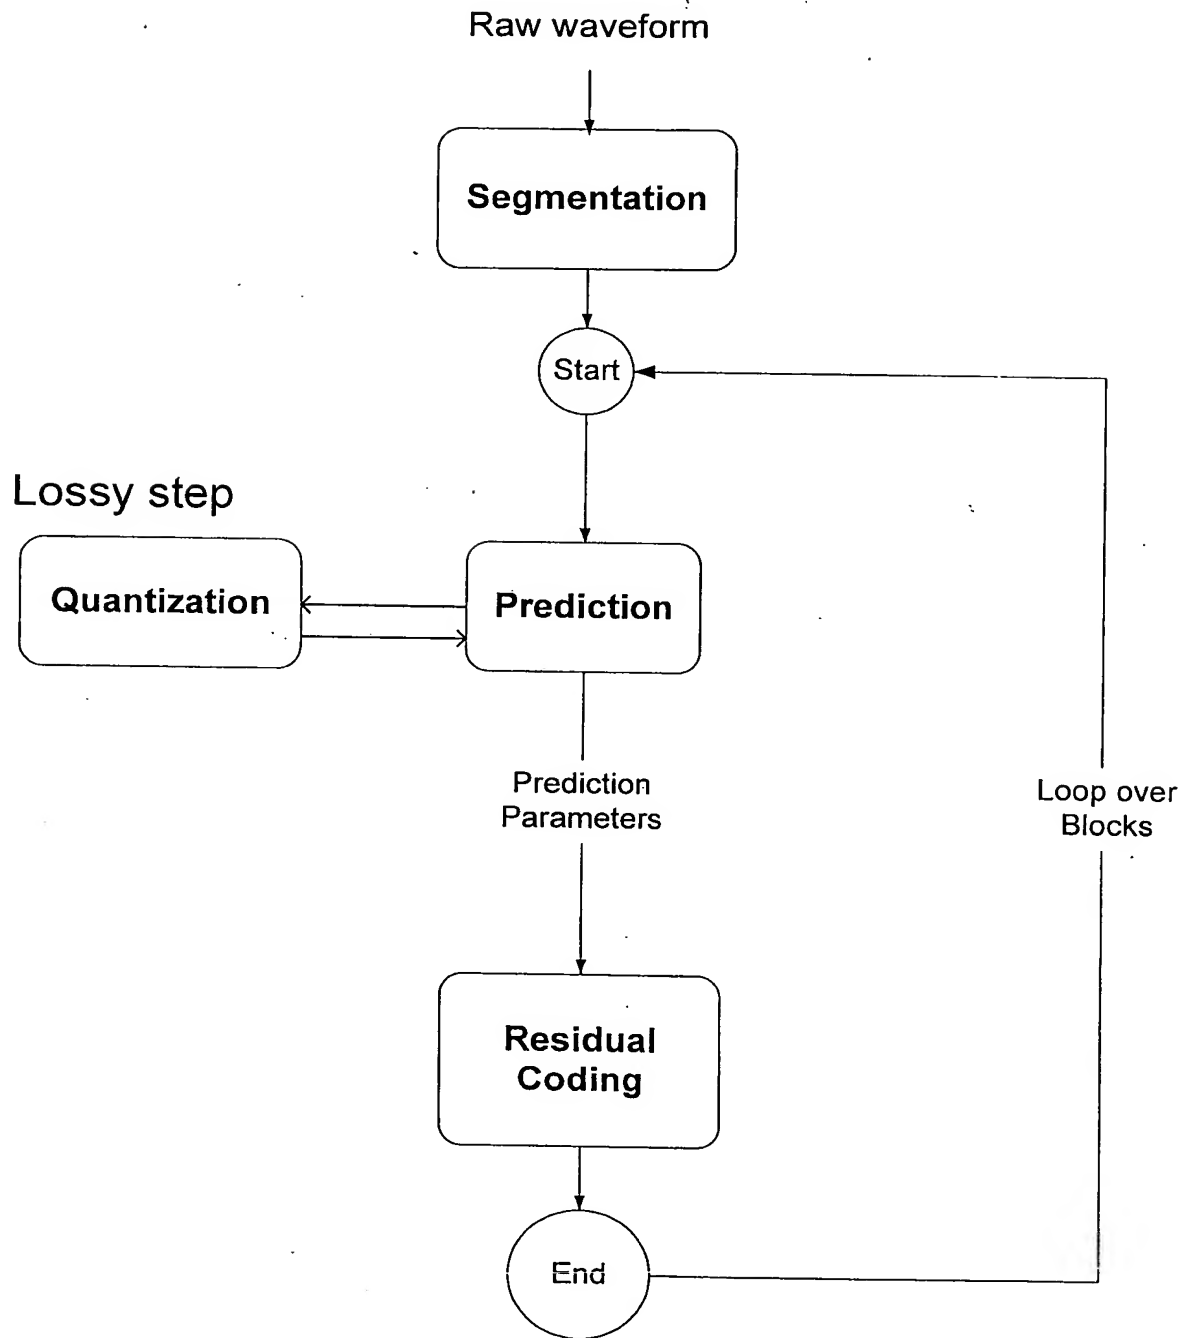 Raw waveform
Segmentation
Start
Lossy step
Quantization
Prediction
Prediction
Parameters
Loop over
Blocks
Residual
Coding
End